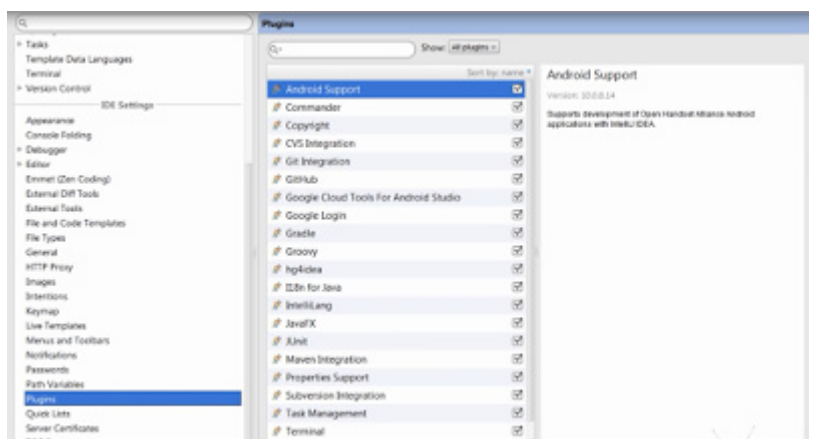 Plugins
Tasks
Template Data Languages
Terminal
Version Control
IDE Settings
Appearance
Console Folding
Debugger
Editor
Emmet (Zen Coding)
External Diff Tools
External Tools
File and Code Templates
File Types
General
HTTP Proxy
Images
Intentions
Keymap
Live Templates
Menus and Toolbars
Notifications
Passwords
Path Variables
Plugins
Quick Lists
Server Certificates
Show: All plugins
Sort by: name
Android Support
Commander
Copyright
CVS Integration
Git Integration
GitHub
Google Cloud Tools For Android Studio
Google Login
Gradle
Groovy
hg4idea
I18n for Java
IntelliLang
JavaFX
JUnit
Maven Integration
Properties Support
Subversion Integration
Task Management
Terminal
Android Support
Version: 10.0.0.14
Supports development of Open Handset Alliance Android
applications with IntelliJ IDEA.